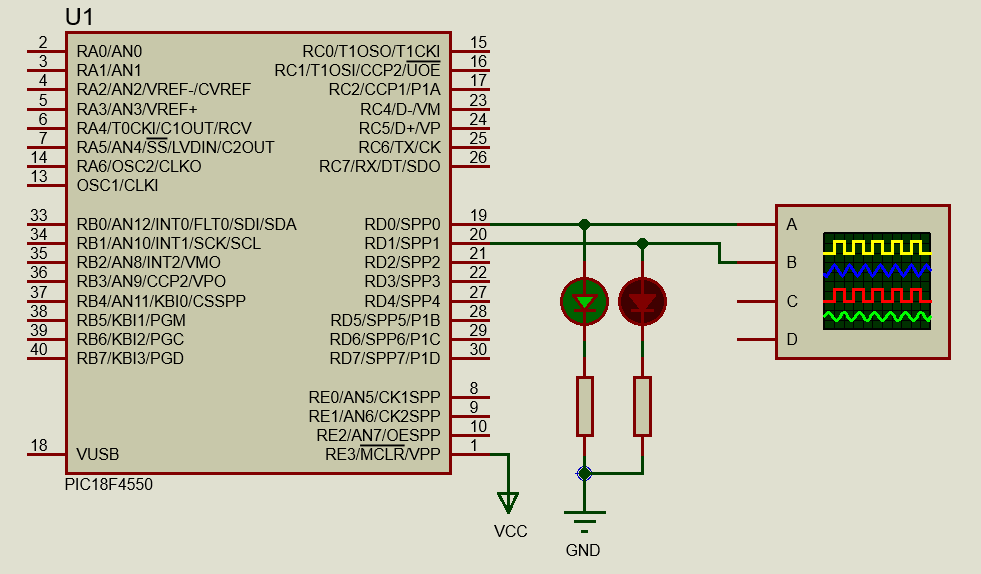 U1
2 RA0/AN0 RC0/T1OSO/T1CKI 15
3 RA1/AN1 RC1/T1OSI/CCP2/UOE 16
4 RA2/AN2/VREF-/CVREF RC2/CCP1/P1A 17
5 RA3/AN3/VREF+ RC4/D-/VM 23
6 RA4/T0CKI/C1OUT/RCV RC5/D+/VP 24
7 RA5/AN4/SS/LVDIN/C2OUT RC6/TX/CK 25
14 RA6/OSC2/CLKO RC7/RX/DT/SDO 26
13 OSC1/CLKI
33 RB0/AN12/INT0/FLT0/SDI/SDA RD0/SPP0 19 A
34 RB1/AN10/INT1/SCK/SCL RD1/SPP1 20
35 RB2/AN8/INT2/VMO RD2/SPP2 21 B
36 RB3/AN9/CCP2/VPO RD3/SPP3 22
37 RB4/AN11/KBI0/CSSPP RD4/SPP4 27 C
38 RB5/KBI1/PGM RD5/SPP5/P1B 28
39 RB6/KBI2/PGC RD6/SPP6/P1C 29 D
40 RB7/KBI3/PGD RD7/SPP7/P1D 30
RE0/AN5/CK1SPP 8
RE1/AN6/CK2SPP 9
RE2/AN7/OESPP 10
18 VUSB RE3/MCLR/VPP 1
PIC18F4550
VCC
GND